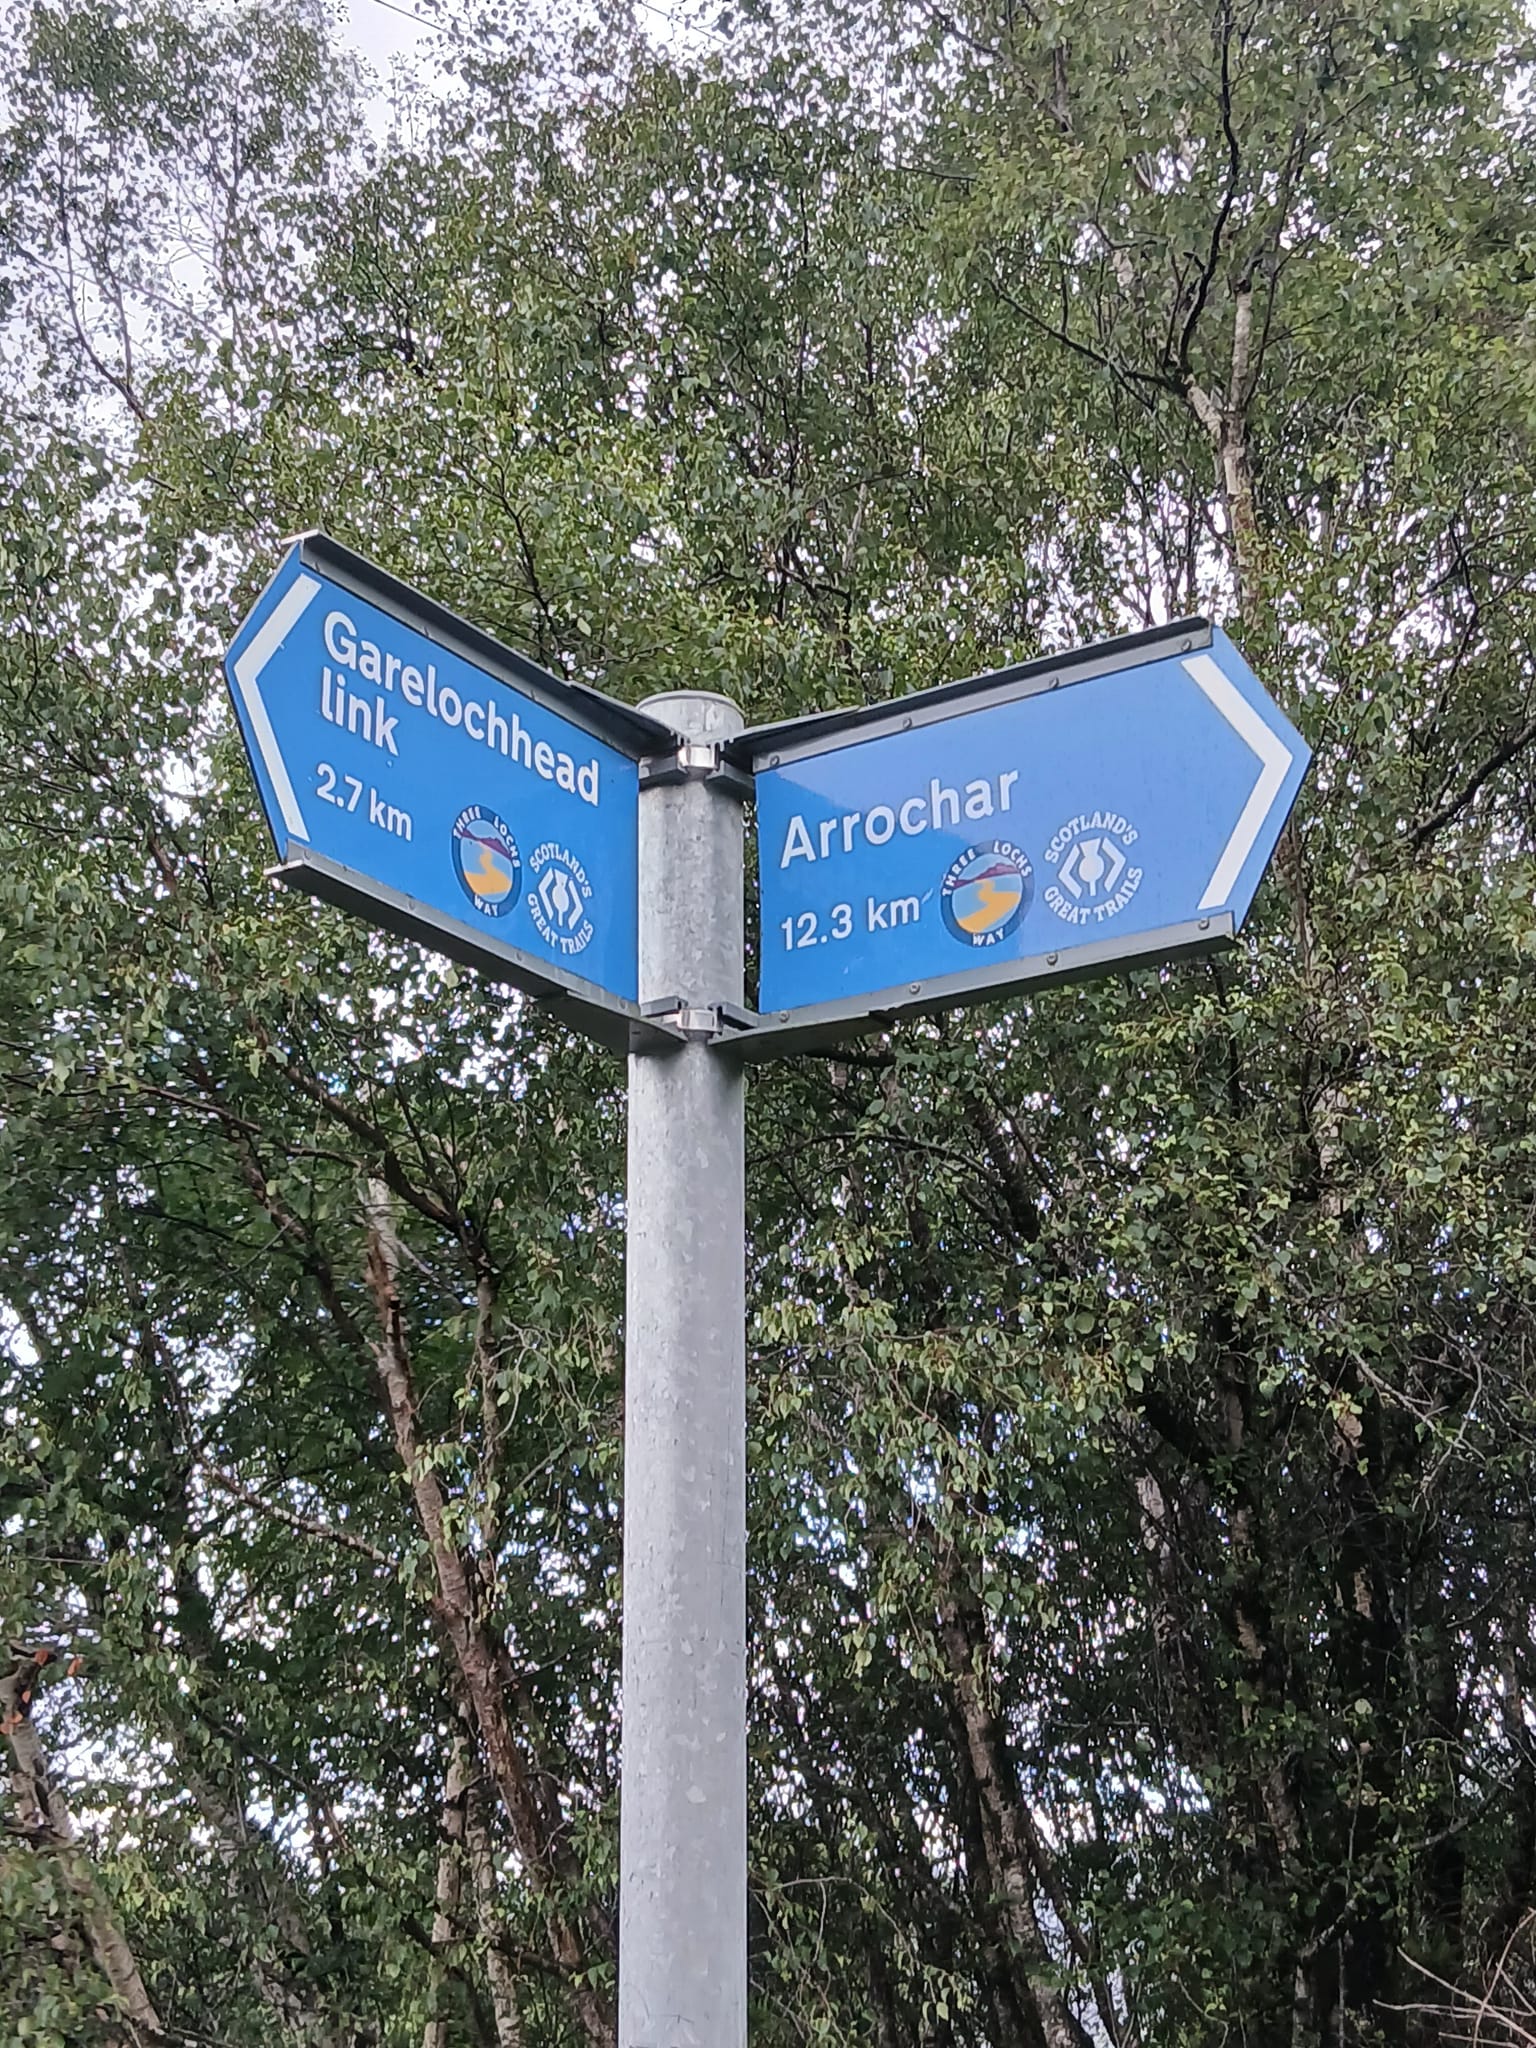 Garelochhead
link
2.7 km
THREE LOCHS
WAY
SCOTLAND'S
GREAT TRAILS
Arrochar
12.3 km
THREE LOCHS
WAY
SCOTLAND'S
GREAT TRAILS